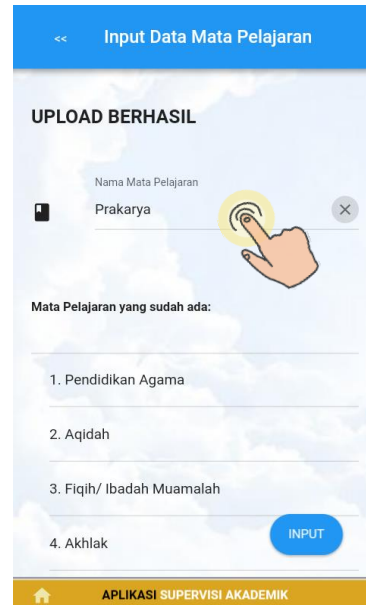 << Input Data Mata Pelajaran
UPLOAD BERHASIL
Nama Mata Pelajaran
Prakarya
Mata Pelajaran yang sudah ada:
1. Pendidikan Agama
2. Aqidah
3. Fiqih/ Ibadah Muamalah
4. Akhlak
INPUT
APLIKASI SUPERVISI AKADEMIK